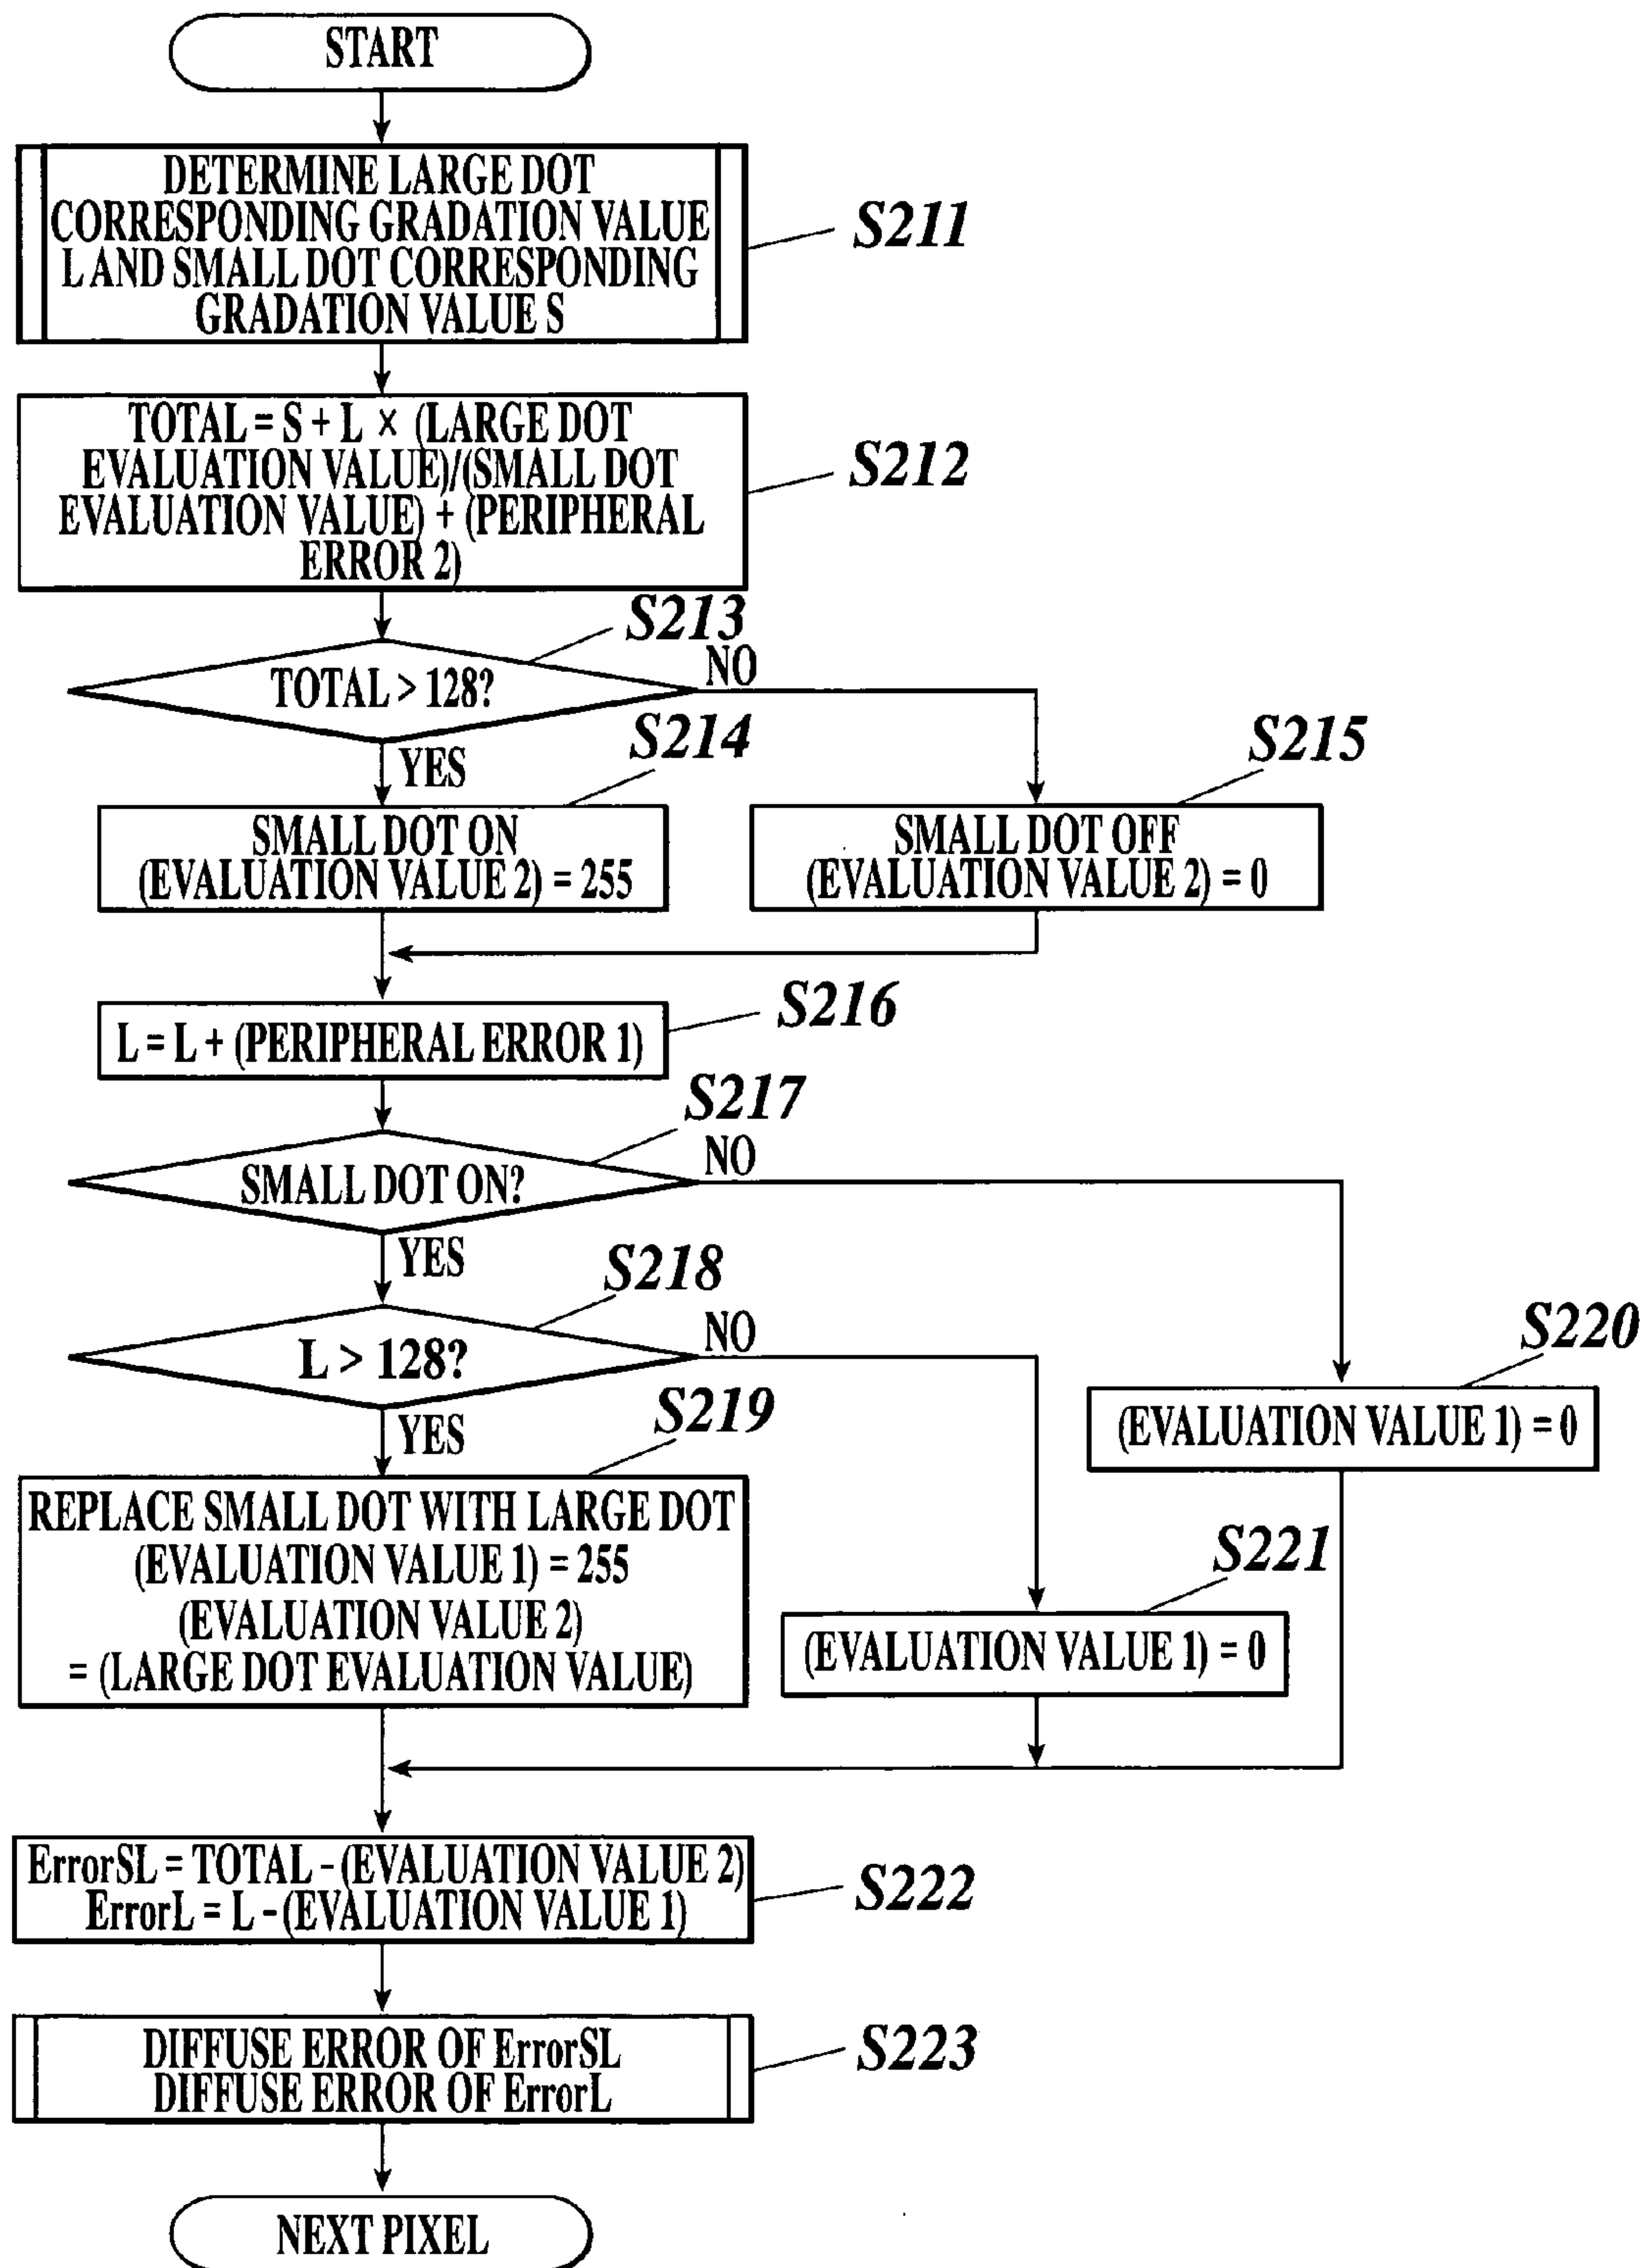 START
DETERMINE LARGE DOT
CORRESPONDING GRADATION VALUE
L AND SMALL DOT CORRESPONDING
GRADATION VALUE S
S211
TOTAL = S + L × (LARGE DOT
EVALUATION VALUE)/(SMALL DOT
EVALUATION VALUE) + (PERIPHERAL
ERROR 2)
S212
S213
TOTAL > 128?
NO
YES
S214
S215
SMALL DOT ON
(EVALUATION VALUE 2) = 255
SMALL DOT OFF
(EVALUATION VALUE 2) = 0
L = L + (PERIPHERAL ERROR 1)
S216
S217
SMALL DOT ON?
NO
YES
S218
L > 128?
NO
YES
S219
S220
(EVALUATION VALUE 1) = 0
REPLACE SMALL DOT WITH LARGE DOT
(EVALUATION VALUE 1) = 255
(EVALUATION VALUE 2)
= (LARGE DOT EVALUATION VALUE)
S221
(EVALUATION VALUE 1) = 0
ErrorSL = TOTAL - (EVALUATION VALUE 2)
ErrorL = L - (EVALUATION VALUE 1)
S222
DIFFUSE ERROR OF ErrorSL
DIFFUSE ERROR OF ErrorL
S223
NEXT PIXEL